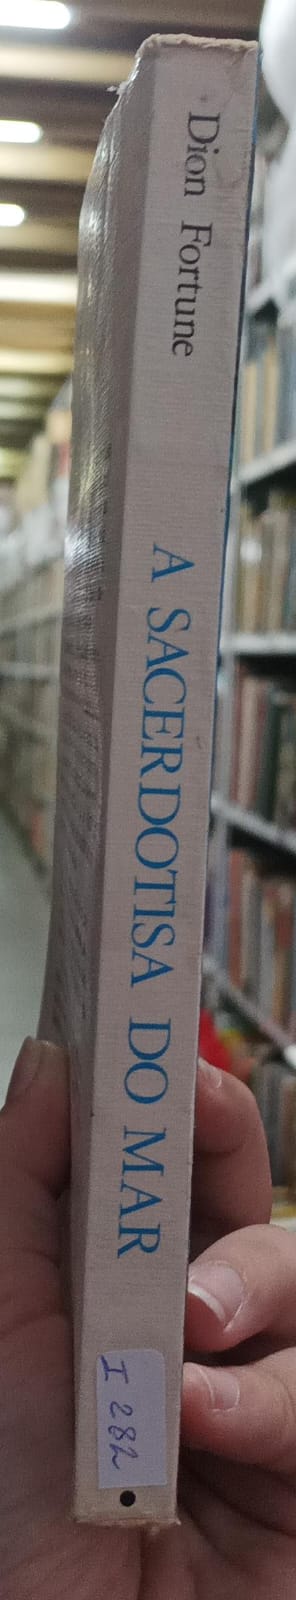 Dion Fortune
A SACERDOTISA DO MAR
I 282